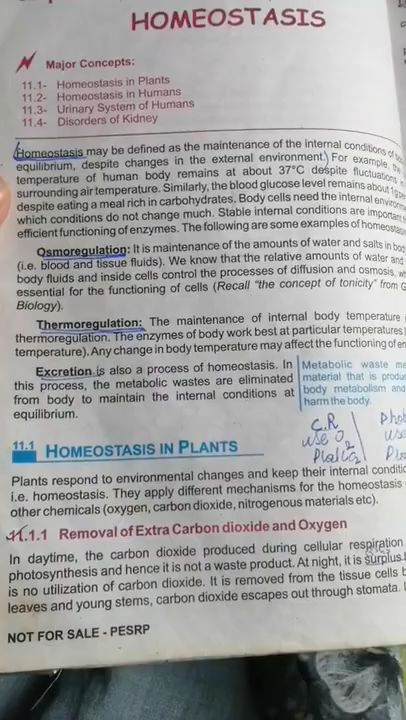 HOMEOSTASIS
Major Concepts:
11.1- Homeostasis in Plants
11.2- Homeostasis in Humans
11.3- Urinary System of Humans
11.4- Disorders of Kidney
Homeostasis may be defined as the maintenance of the internal conditions of
equilibrium, despite changes in the external environment. For example, the
temperature of human body remains at about 37°C despite fluctuations
surrounding air temperature. Similarly, the blood glucose level remains about 1g
despite eating a meal rich in carbohydrates. Body cells need the internal
which conditions do not change much. Stable internal conditions are important
efficient functioning of enzymes. The following are some examples of
Osmoregulation: It is maintenance of the amounts of water and salts in
(i.e. blood and tissue fluids). We know that the relative amounts of water and
body fluids and inside cells control the processes of diffusion and osmosis,
essential for the functioning of cells (Recall “the concept of tonicity” from
Biology).
Thermoregulation: The maintenance of internal body temperature
thermoregulation. The enzymes of body work best at particular temperatures
temperature). Any change in body temperature may affect the functioning of
Excretion is also a process of homeostasis. In
this process, the metabolic wastes are eliminated
from body to maintain the internal conditions at
equilibrium.
Metabolic waste
material that is
body metabolism and
harm the body.
C.R
use O2
Plants
use
11.1 HOMEOSTASIS IN PLANTS
Plants respond to environmental changes and keep their internal
i.e. homeostasis. They apply different mechanisms for the homeostasis
other chemicals (oxygen, carbon dioxide, nitrogenous materials etc).
11.1.1 Removal of Extra Carbon dioxide and Oxygen
In daytime, the carbon dioxide produced during cellular respiration
photosynthesis and hence it is not a waste product. At night, it is surplus
is no utilization of carbon dioxide. It is removed from the tissue cells
leaves and young stems, carbon dioxide escapes out through stomata.
NOT FOR SALE - PESRP